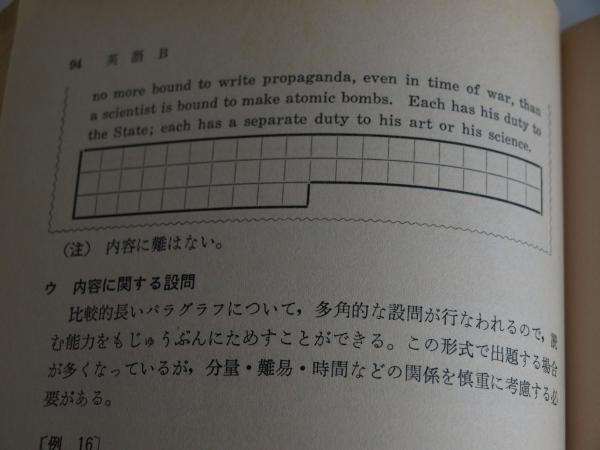 94 英語 B
no more bound to write propaganda, even in time of war, than
a scientist is bound to make atomic bombs. Each has his duty to
the State; each has a separate duty to his art or his science.
(注) 内容に難はない。
ウ 内容に関する設問
比較的長いパラグラフについて，多角的な設問が行なわれるので，読
む能力をもじゅうぶんにためすことができる。この形式で出題する場合
が多くなっているが，分量・難易・時間などの関係を慎重に考慮する必
要がある。
[例 16]